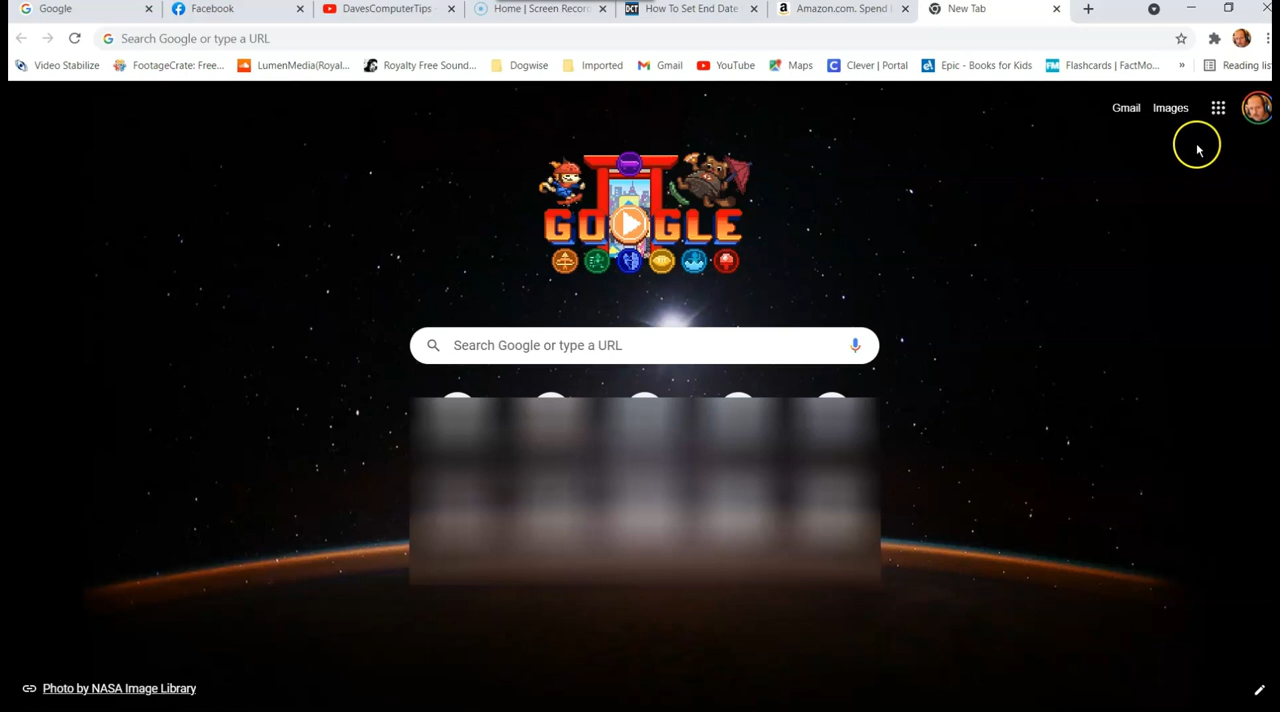 Google
Facebook
DavesComputerTips
Home | Screen Recor
DCT How To Set End Date
Amazon.com. Spend
New Tab
Search Google or type a URL
Video Stabilize
FootageCrate: Free...
LumenMedia(Royal...
Royalty Free Sound...
Dogwise
Imported
Gmail
YouTube
Maps
Clever | Portal
Epic - Books for Kids
FM Flashcards | FactMo...
»
Reading lis
Gmail
Images
GOOGLE
Search Google or type a URL
Photo by NASA Image Library